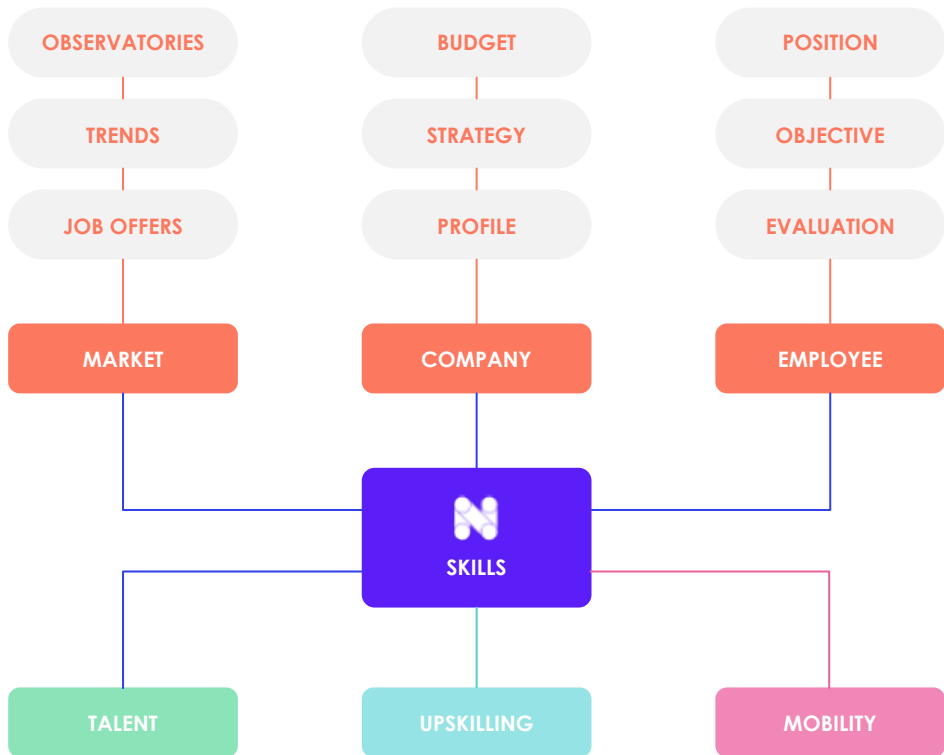 OBSERVATORIES
BUDGET
POSITION
TRENDS
STRATEGY
OBJECTIVE
JOB OFFERS
PROFILE
EVALUATION
MARKET
COMPANY
EMPLOYEE
N
SKILLS
TALENT
UPSKILLING
MOBILITY